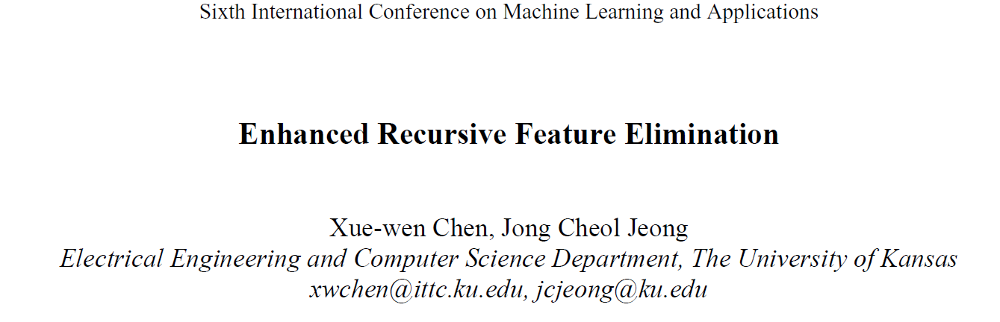 Sixth International Conference on Machine Learning and Applications
Enhanced Recursive Feature Elimination
Xue-wen Chen, Jong Cheol Jeong
Electrical Engineering and Computer Science Department, The University of Kansas
xwchen@ittc.ku.edu, jcjeong@ku.edu